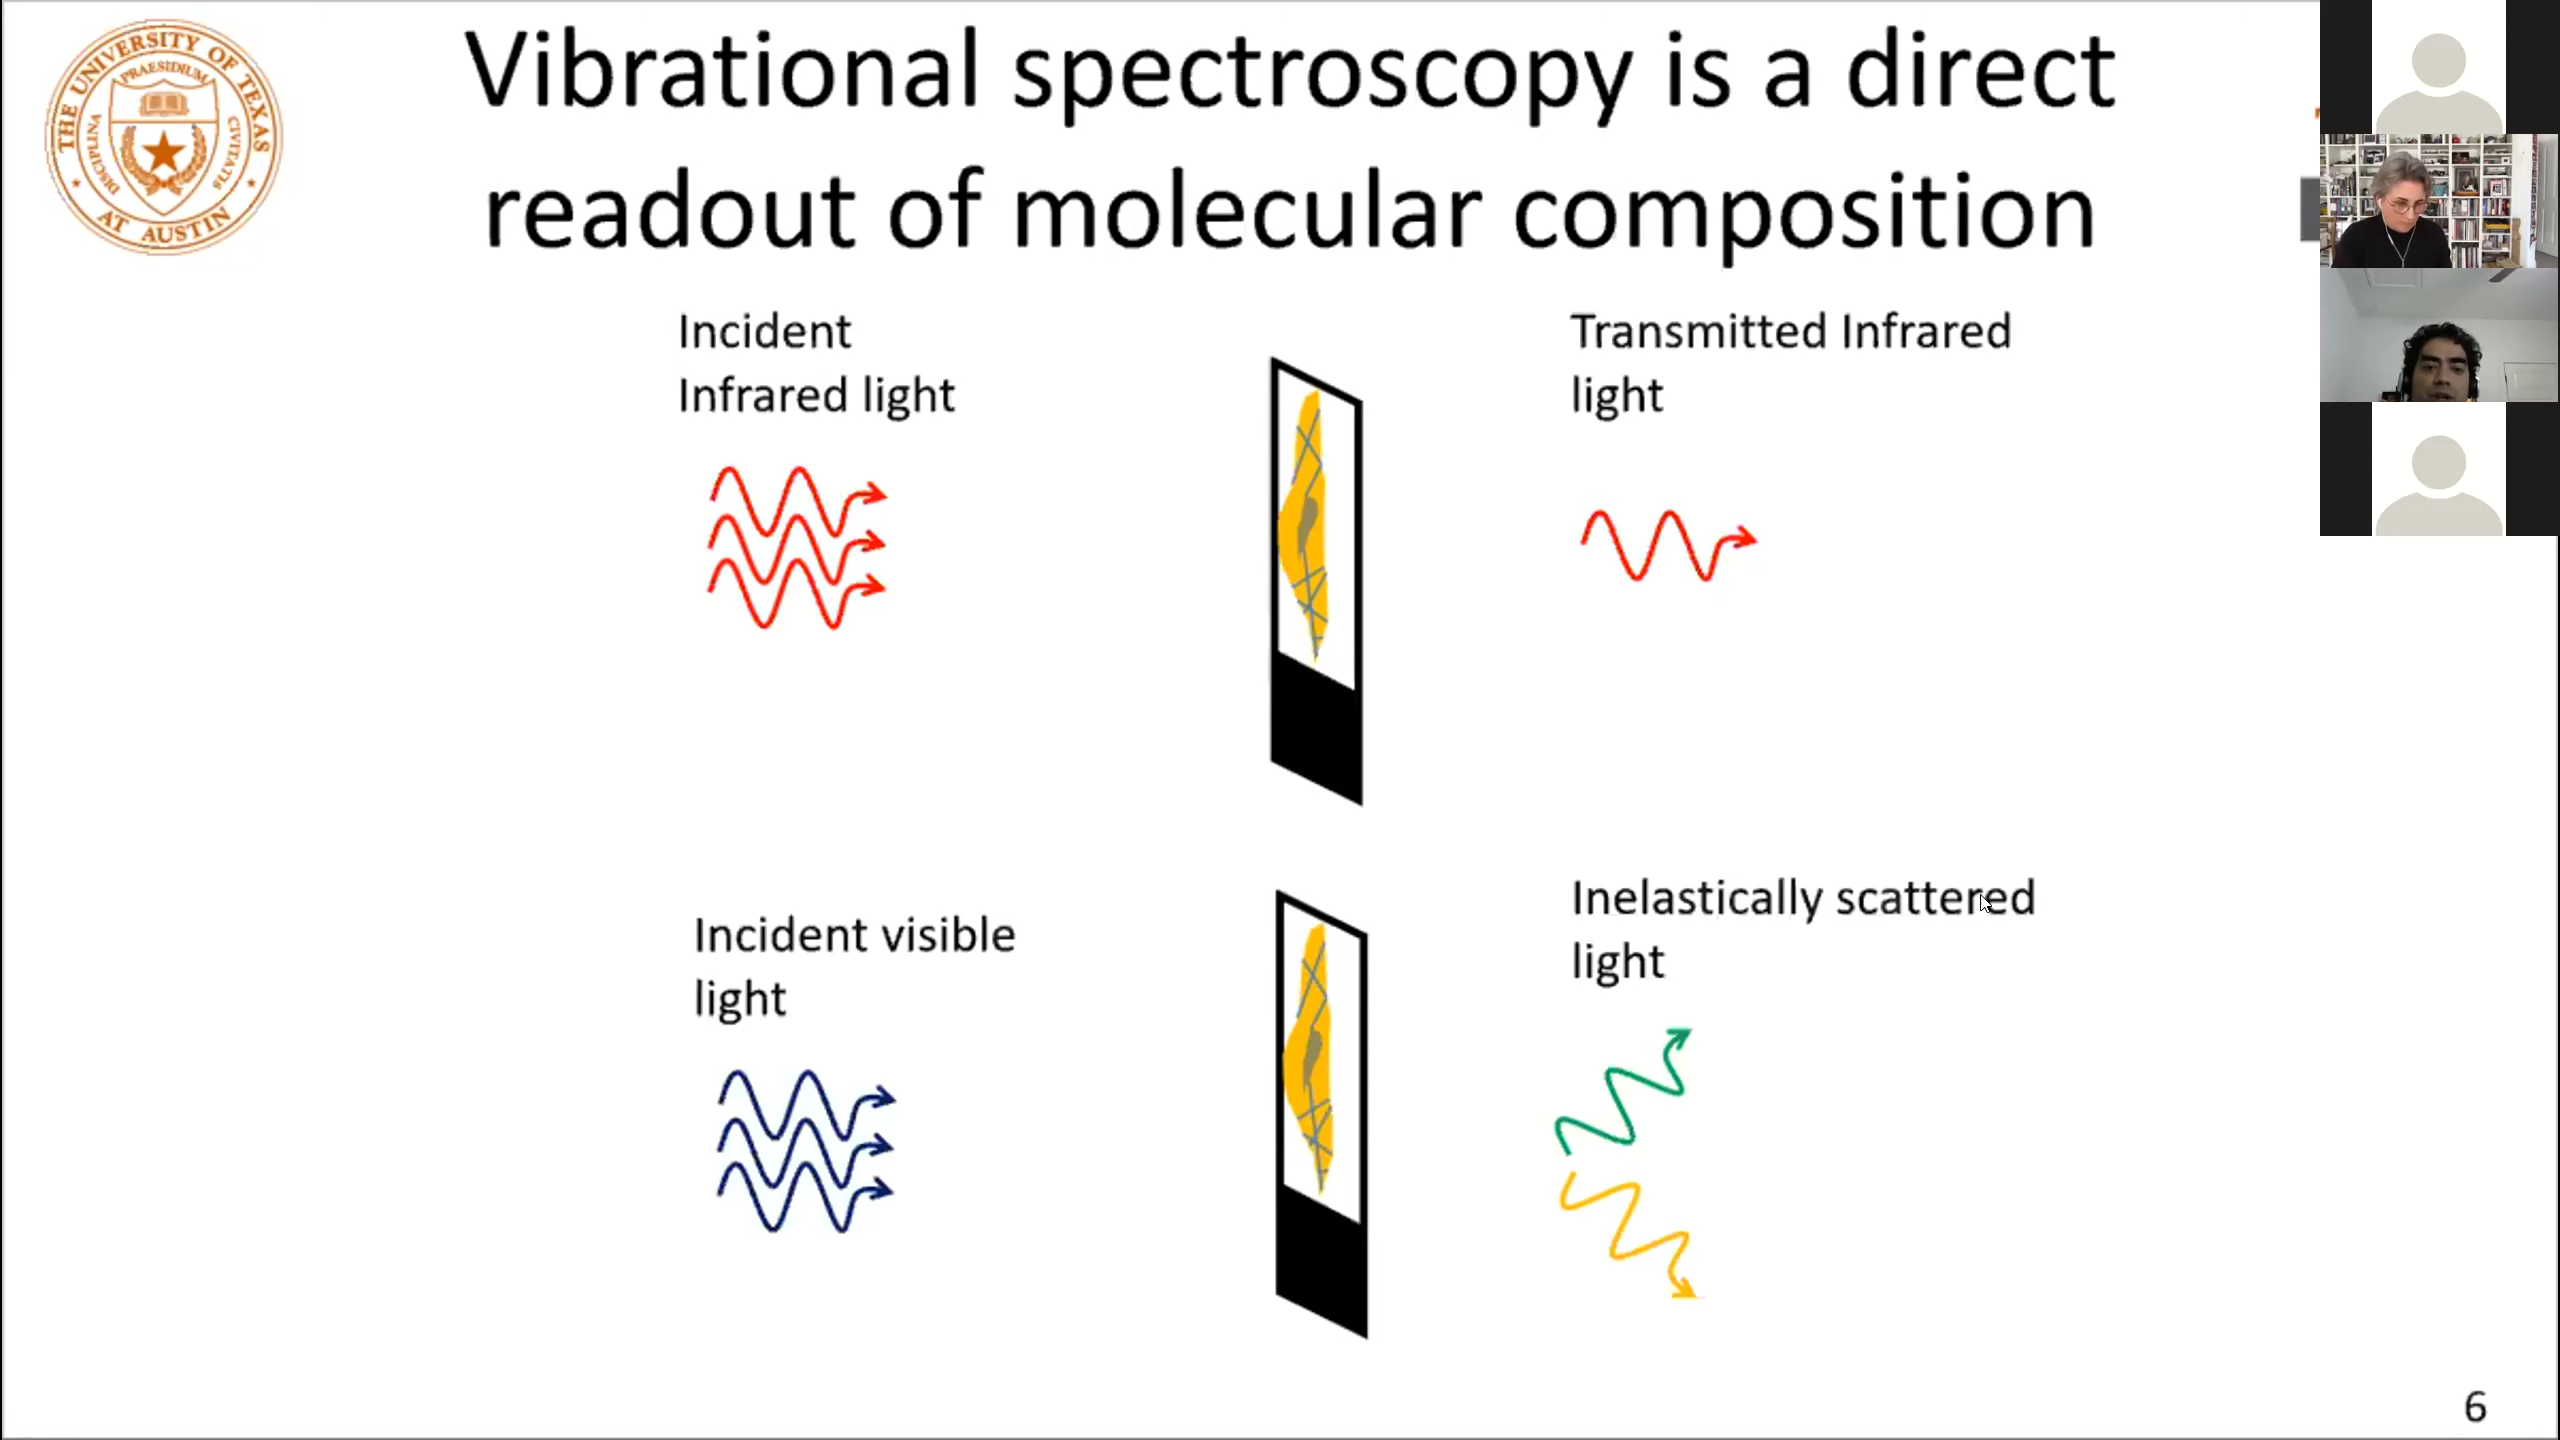 THE UNIVERSITY OF TEXAS
AT AUSTIN
PRAESIDIUM
DISCIPLINA
CIVITATIS
Vibrational spectroscopy is a direct
readout of molecular composition
Incident
Infrared light
Transmitted Infrared
light
Incident visible
light
Inelastically scattered
light
6